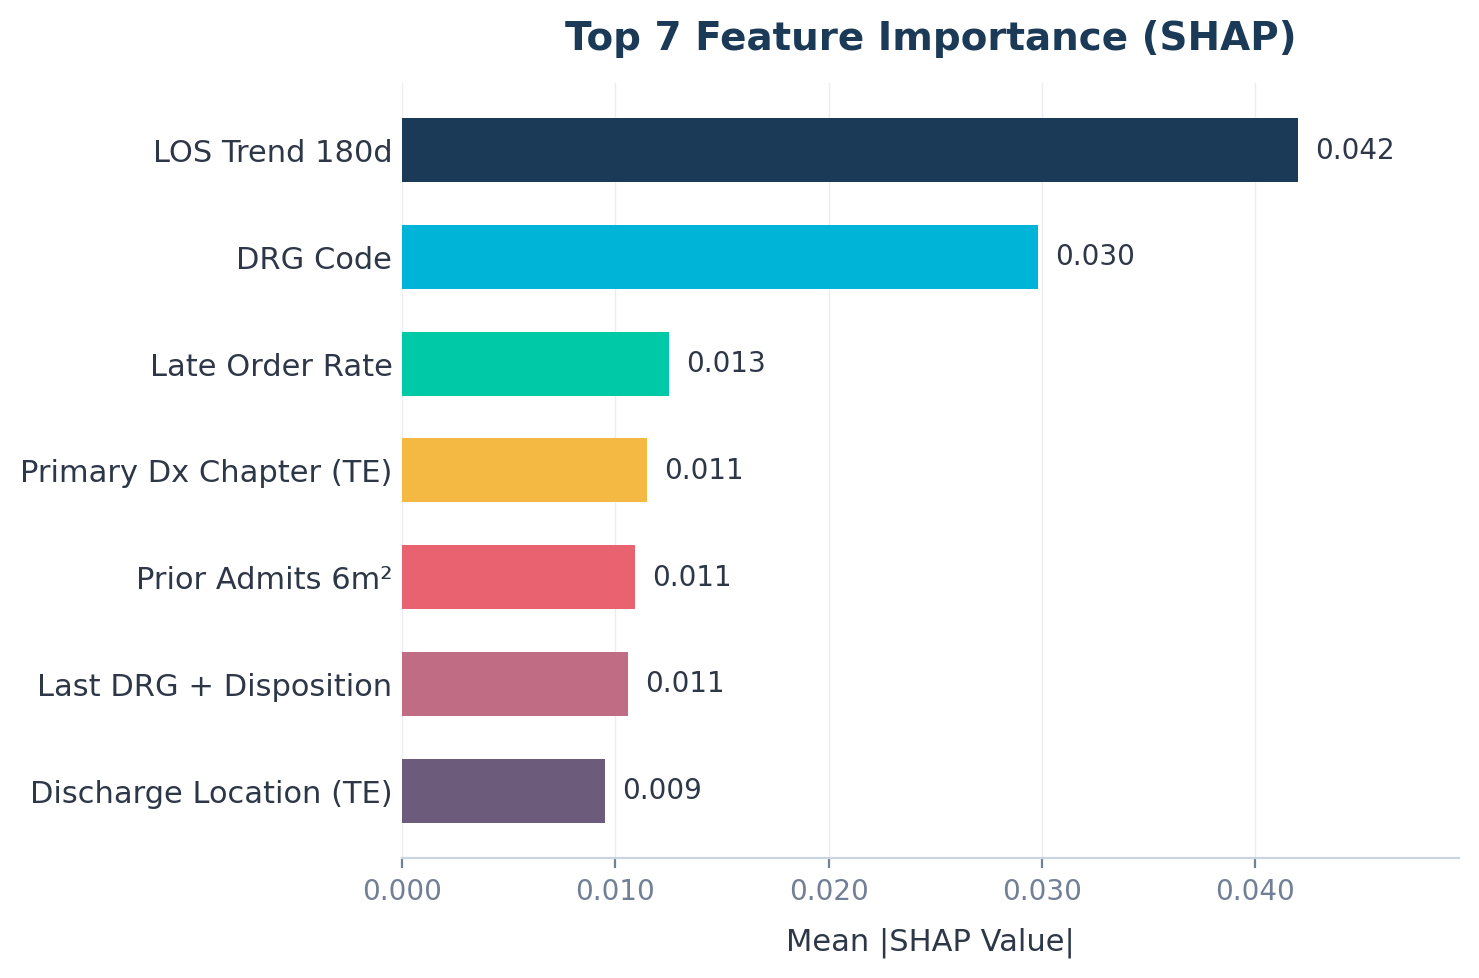 Top 7 Feature Importance (SHAP)
LOS Trend 180d
0.042
DRG Code
0.030
Late Order Rate
0.013
Primary Dx Chapter (TE)
0.011
Prior Admits 6m²
0.011
Last DRG + Disposition
0.011
Discharge Location (TE)
0.009
0.000 0.010 0.020 0.030 0.040
Mean |SHAP Value|